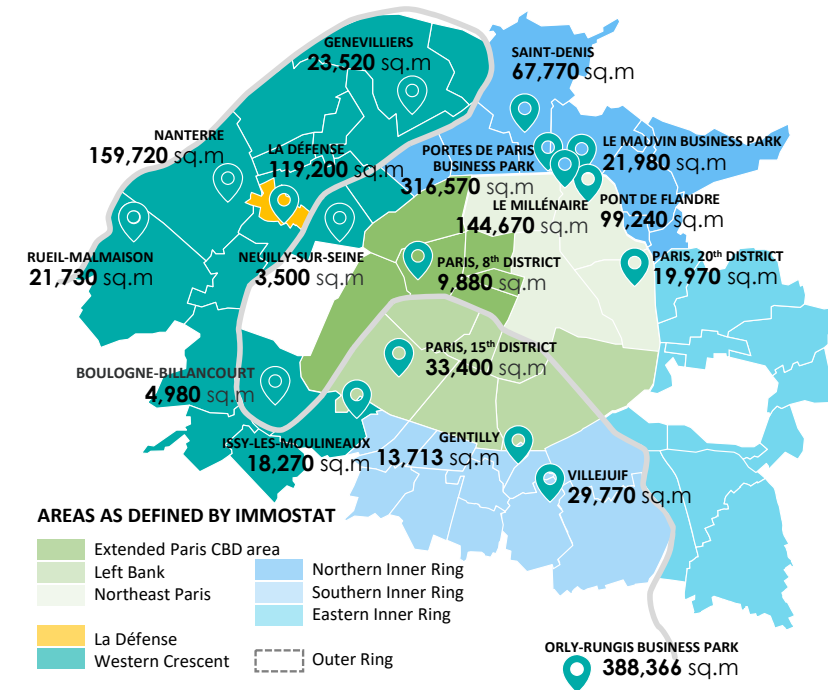 GENEVILLIERS
23,520 sq.m
SAINT-DENIS
67,770 sq.m
NANTERRE
159,720 sq.m
LA DÉFENSE
119,200 sq.m
PORTES DE PARIS
BUSINESS PARK
316,570 sq.m
LE MAUVIN BUSINESS PARK
21,980 sq.m
LE MILLÉNAIRE
144,670 sq.m
PONT DE FLANDRE
99,240 sq.m
RUEIL-MALMAISON
21,730 sq.m
NEUILLY-SUR-SEINE
3,500 sq.m
PARIS, 8th DISTRICT
9,880 sq.m
PARIS, 20th DISTRICT
19,970 sq.m
BOULOGNE-BILLANCOURT
4,980 sq.m
PARIS, 15th DISTRICT
33,400 sq.m
ISSY-LES-MOULINEAUX
18,270 sq.m
GENTILLY
13,713 sq.m
VILLEJUIF
29,770 sq.m
AREAS AS DEFINED BY IMMOSTAT
Extended Paris CBD area
Left Bank
Northeast Paris
La Défense
Western Crescent
Northern Inner Ring
Southern Inner Ring
Eastern Inner Ring
Outer Ring
ORLY-RUNGIS BUSINESS PARK
388,366 sq.m